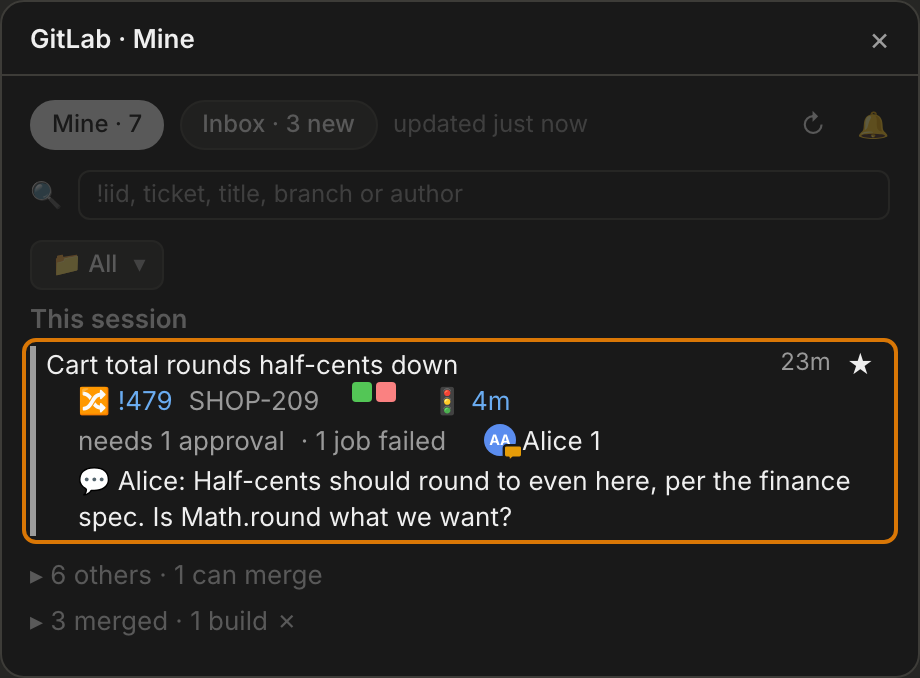 GitLab · Mine ×
Mine · 7 Inbox · 3 new updated just now
!iid, ticket, title, branch or author
All ▾
This session
Cart total rounds half-cents down 23m ★
!479 SHOP-209 4m
needs 1 approval · 1 job failed AA Alice 1
Alice: Half-cents should round to even here, per the finance
spec. Is Math.round what we want?
▸ 6 others · 1 can merge
▸ 3 merged · 1 build ×